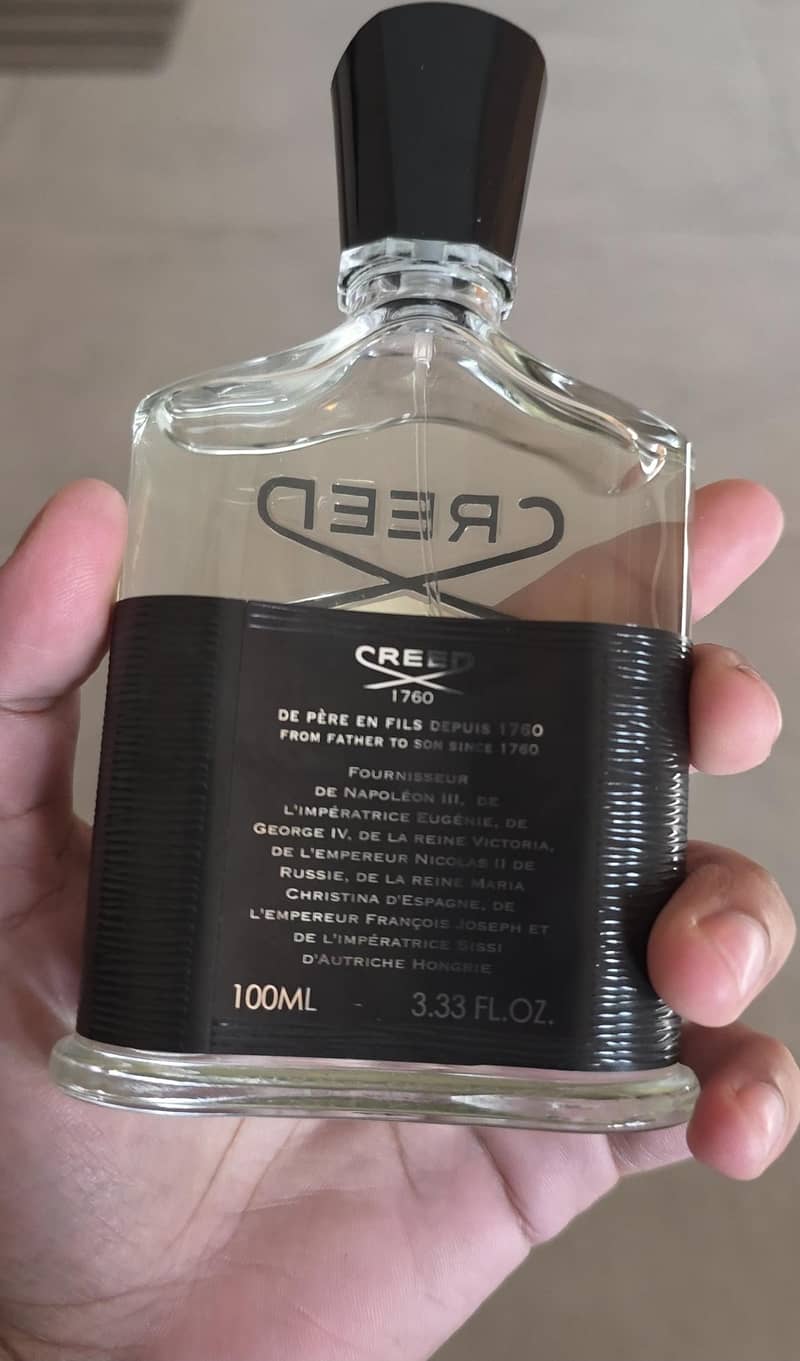 CREED
CREED
1760
DE PÈRE EN FILS DEPUIS 1760
FROM FATHER TO SON SINCE 1760
FOURNISSEUR
DE NAPOLÉON III, DE
L'IMPÉRATRICE EUGÉNIE, DE
GEORGE IV, DE LA REINE VICTORIA,
DE L'EMPEREUR NICOLAS II DE
RUSSIE, DE LA REINE MARIA
CHRISTINA D'ESPAGNE, DE
L'EMPEREUR FRANÇOIS JOSEPH ET
DE L'IMPÉRATRICE SISSI
D'AUTRICHE HONGRIE
100ML - 3.33 FL.OZ.